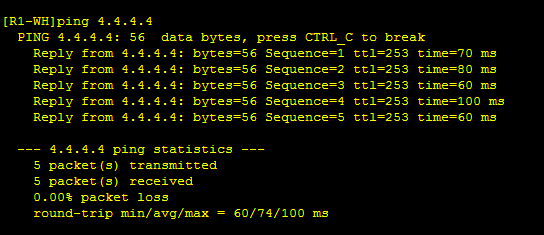 [R1-WH]ping 4.4.4.4
PING 4.4.4.4: 56  data bytes, press CTRL_C to break
Reply from 4.4.4.4: bytes=56 Sequence=1 ttl=253 time=70 ms
Reply from 4.4.4.4: bytes=56 Sequence=2 ttl=253 time=80 ms
Reply from 4.4.4.4: bytes=56 Sequence=3 ttl=253 time=60 ms
Reply from 4.4.4.4: bytes=56 Sequence=4 ttl=253 time=100 ms
Reply from 4.4.4.4: bytes=56 Sequence=5 ttl=253 time=60 ms
--- 4.4.4.4 ping statistics ---
5 packet(s) transmitted
5 packet(s) received
0.00% packet loss
round-trip min/avg/max = 60/74/100 ms